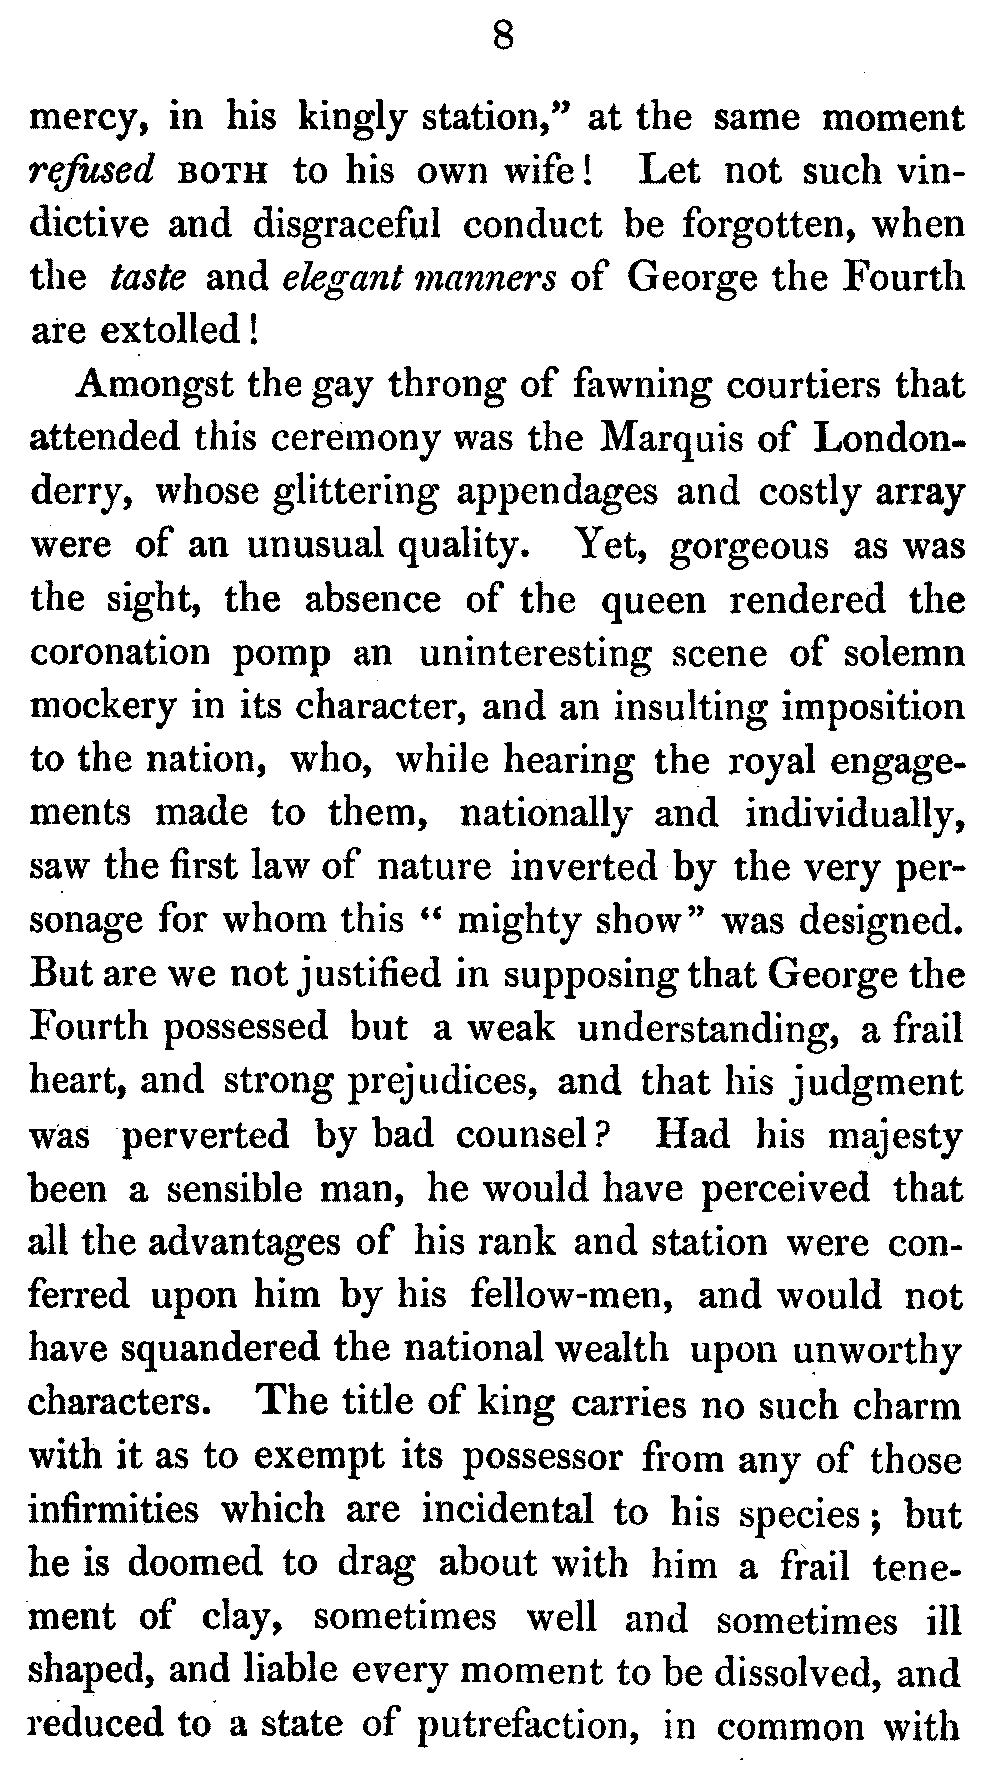 8
mercy, in his kingly station,” at the same moment
refused BOTH to his own wife! Let not such vin-
dictive and disgraceful conduct be forgotten, when
the taste and elegant manners of George the Fourth
are extolled!
Amongst the gay throng of fawning courtiers that
attended this ceremony was the Marquis of London-
derry, whose glittering appendages and costly array
were of an unusual quality. Yet, gorgeous as was
the sight, the absence of the queen rendered the
coronation pomp an uninteresting scene of solemn
mockery in its character, and an insulting imposition
to the nation, who, while hearing the royal engage-
ments made to them, nationally and individually,
saw the first law of nature inverted by the very per-
sonage for whom this “ mighty show” was designed.
But are we not justified in supposing that George the
Fourth possessed but a weak understanding, a frail
heart, and strong prejudices, and that his judgment
was perverted by bad counsel? Had his majesty
been a sensible man, he would have perceived that
all the advantages of his rank and station were con-
ferred upon him by his fellow-men, and would not
have squandered the national wealth upon unworthy
characters. The title of king carries no such charm
with it as to exempt its possessor from any of those
infirmities which are incidental to his species; but
he is doomed to drag about with him a frail tene-
ment of clay, sometimes well and sometimes ill
shaped, and liable every moment to be dissolved, and
reduced to a state of putrefaction, in common with